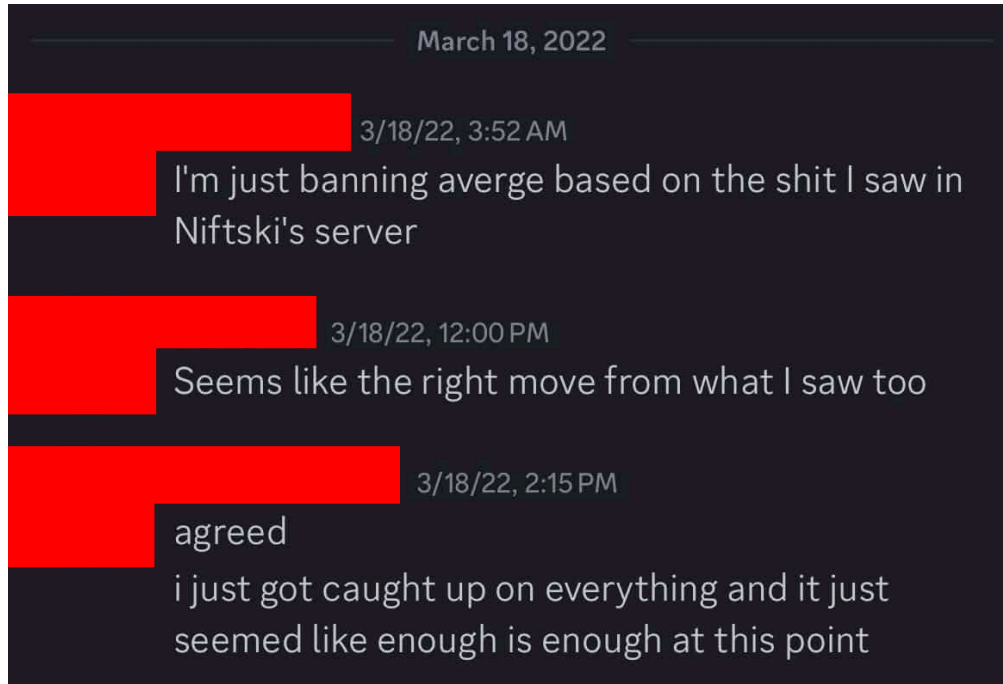 March 18, 2022
3/18/22, 3:52 AM
I'm just banning averge based on the shit I saw in
Niftski's server
3/18/22, 12:00 PM
Seems like the right move from what I saw too
3/18/22, 2:15 PM
agreed
i just got caught up on everything and it just
seemed like enough is enough at this point